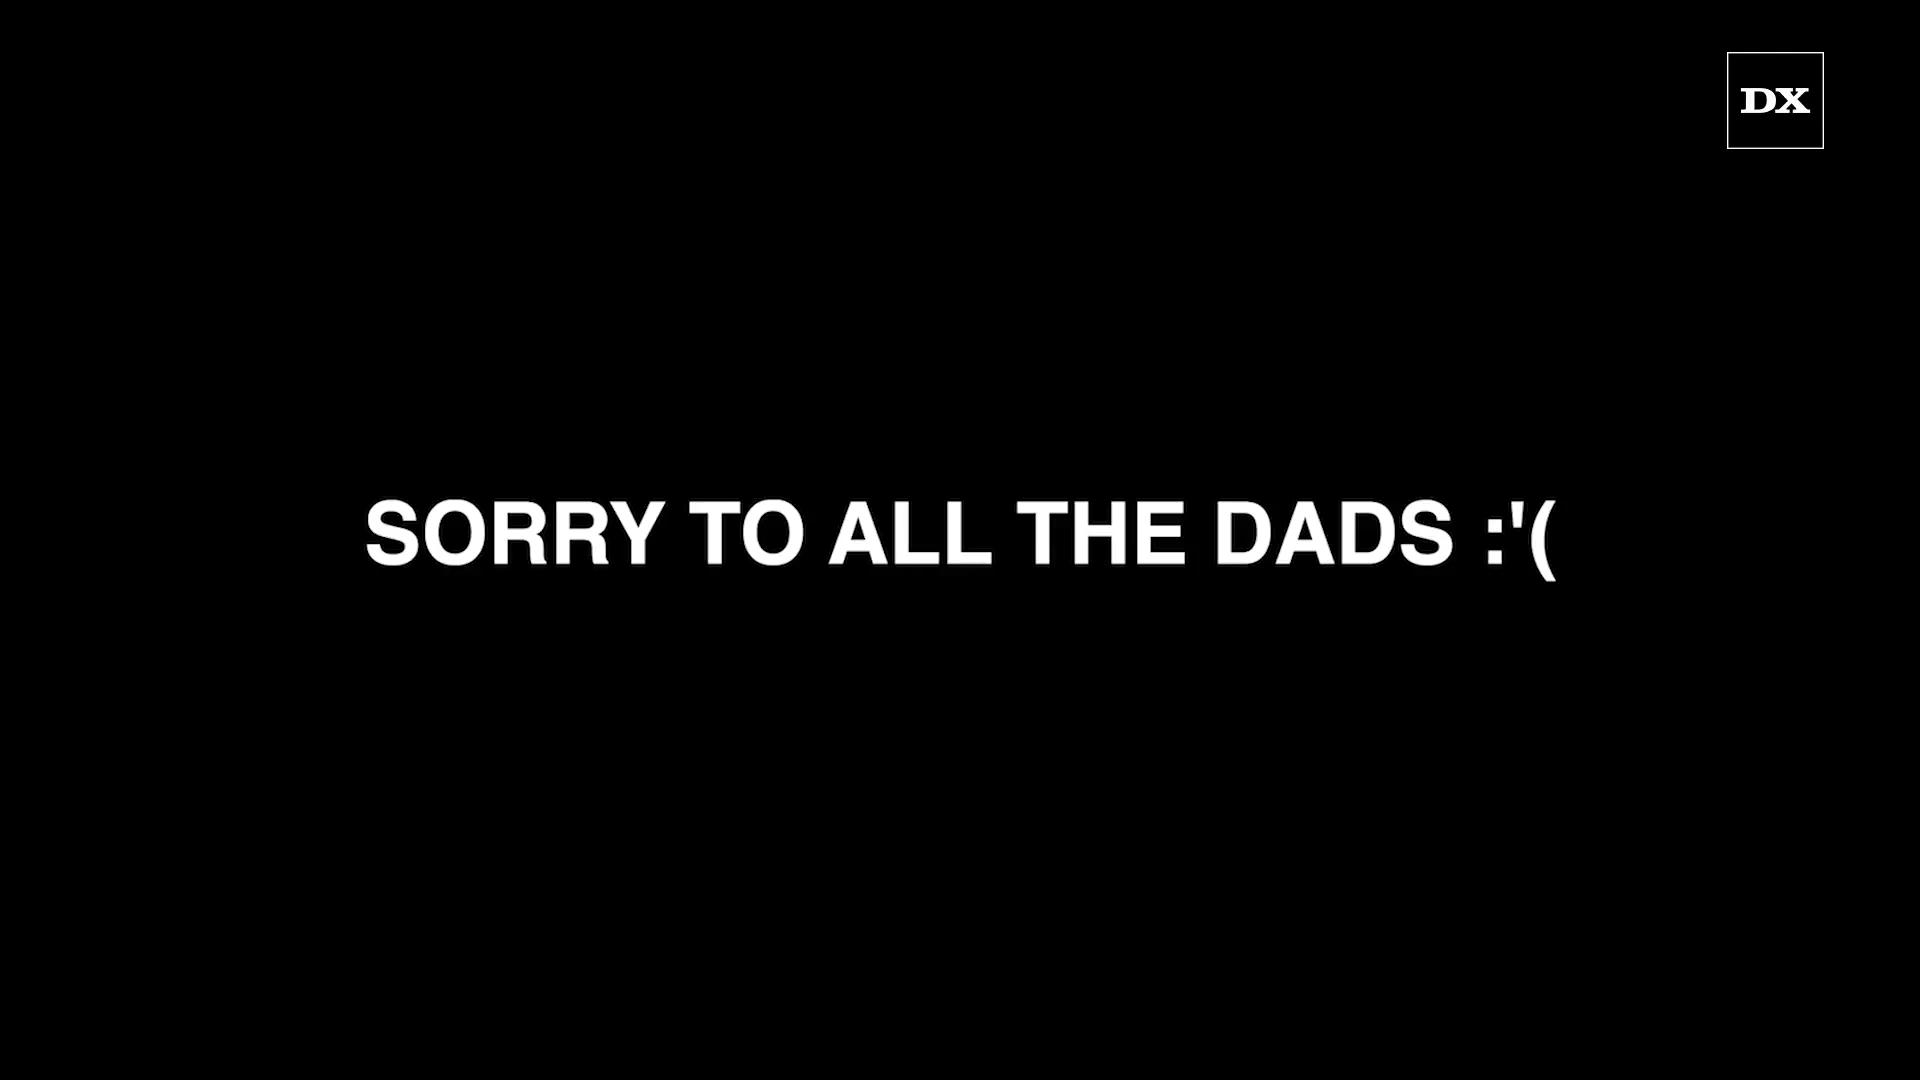 DX
SORRY TO ALL THE DADS :'(